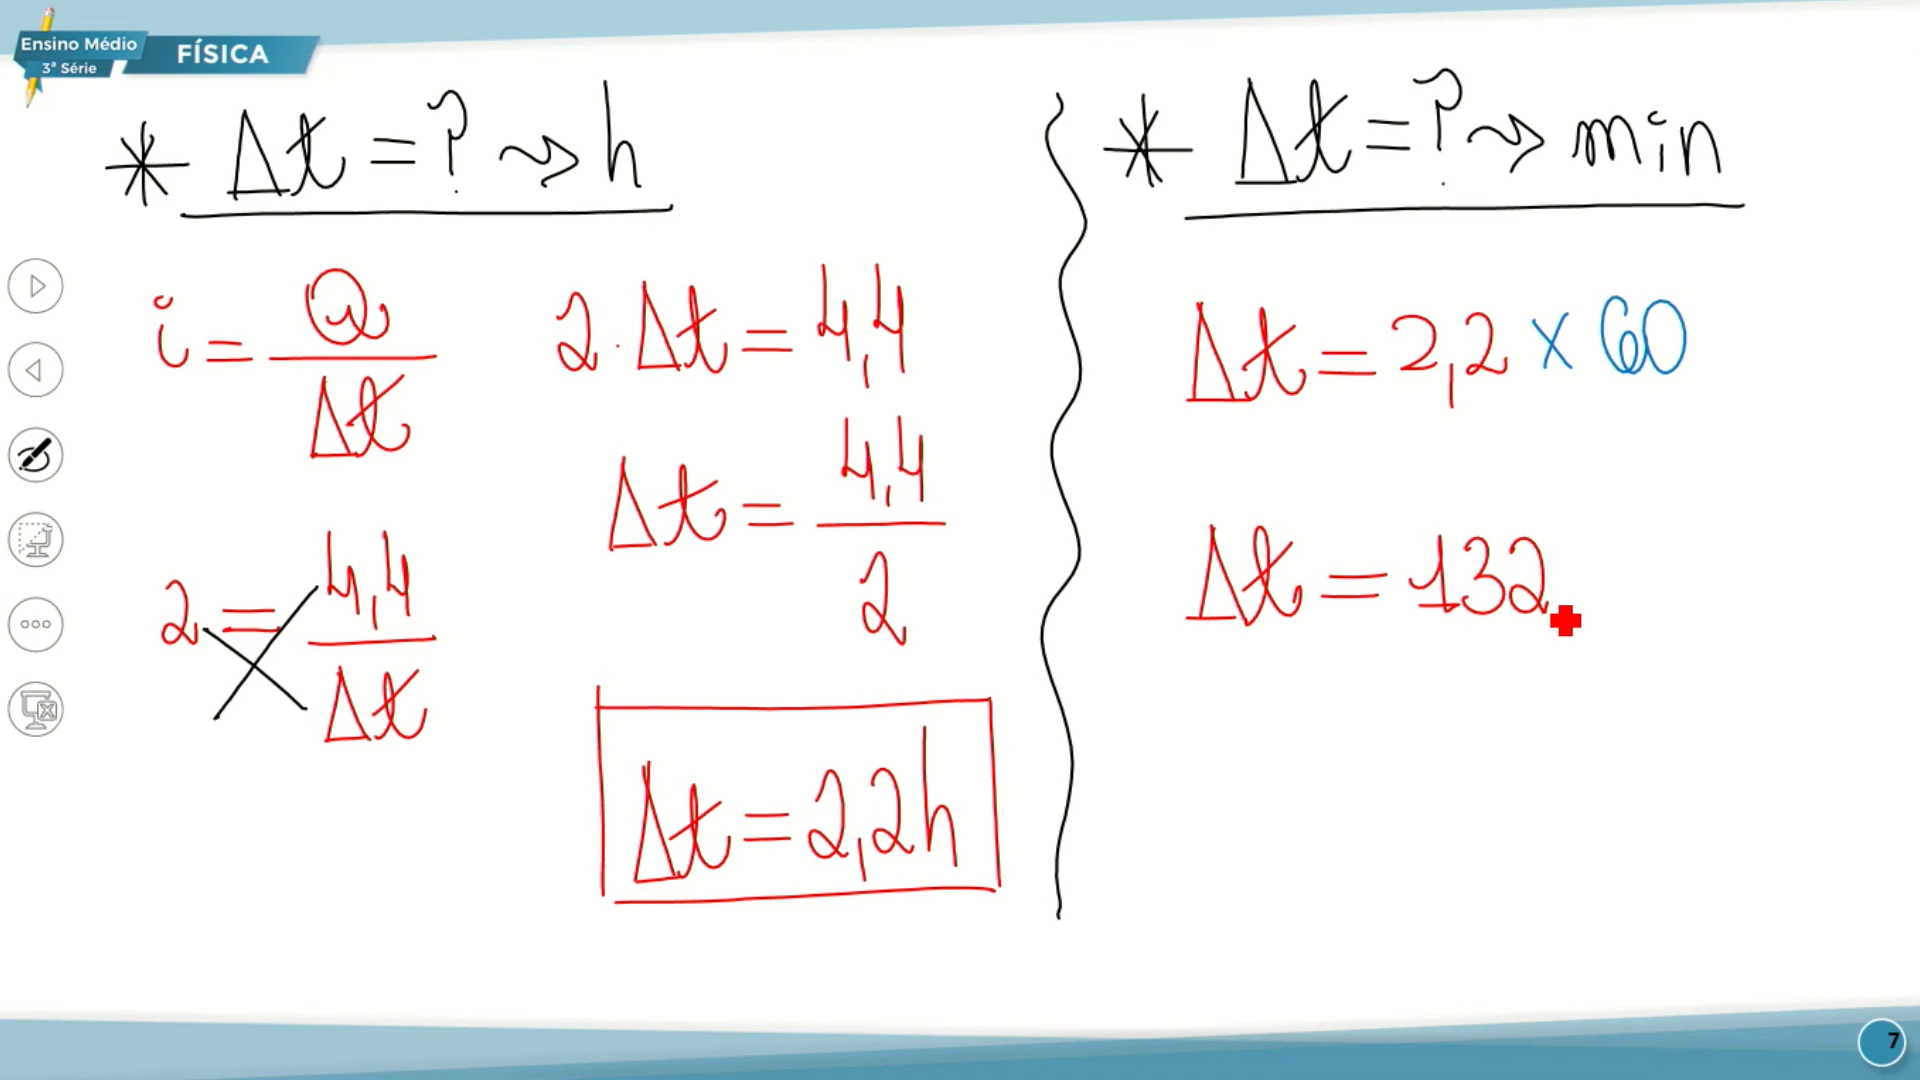 Ensino Médio
3ª Série
FÍSICA
* Δt = ? ⇝ h
i = Q / Δt
2 = 4,4 / Δt
2 · Δt = 4,4
Δt = 4,4 / 2
Δt = 2,2h
* Δt = ? ⇝ min
Δt = 2,2 × 60
Δt = 132
7